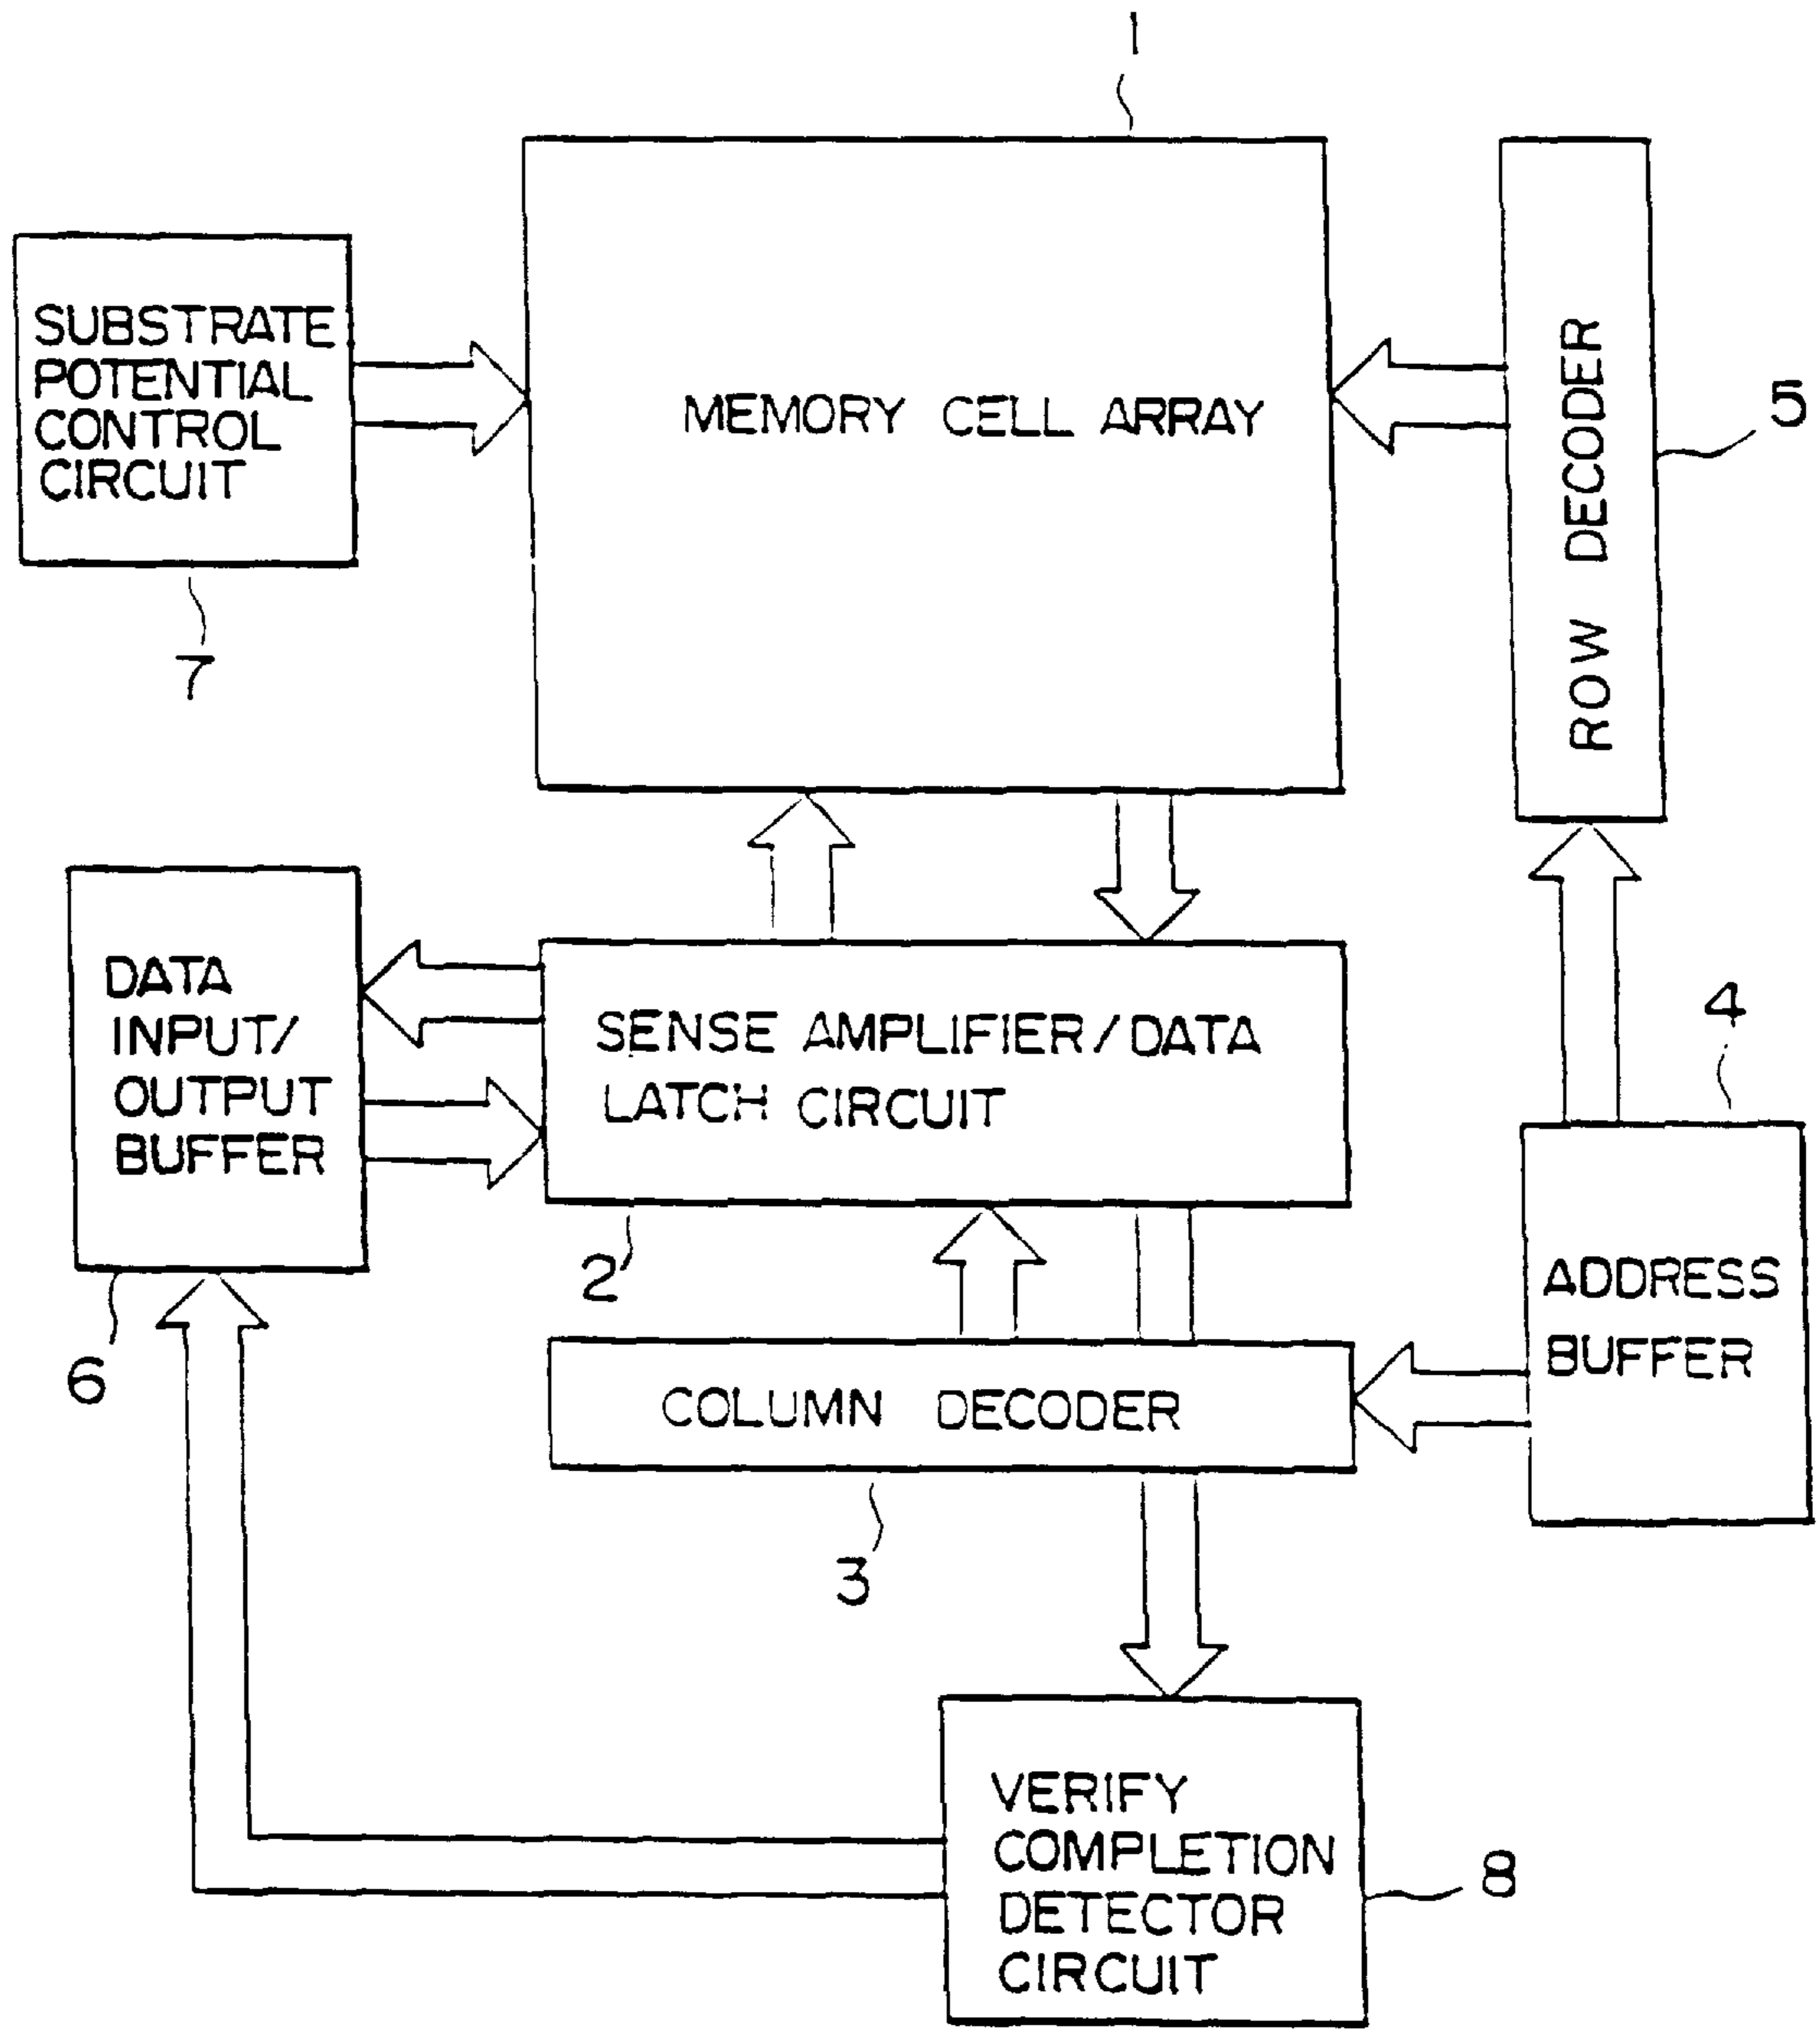 1
SUBSTRATE
POTENTIAL
CONTROL
CIRCUIT
7
MEMORY CELL ARRAY
ROW DECODER
5
DATA
INPUT/
OUTPUT
BUFFER
6
SENSE AMPLIFIER/DATA
LATCH CIRCUIT
2
4
ADDRESS
BUFFER
COLUMN DECODER
3
VERIFY
COMPLETION
DETECTOR
CIRCUIT
8